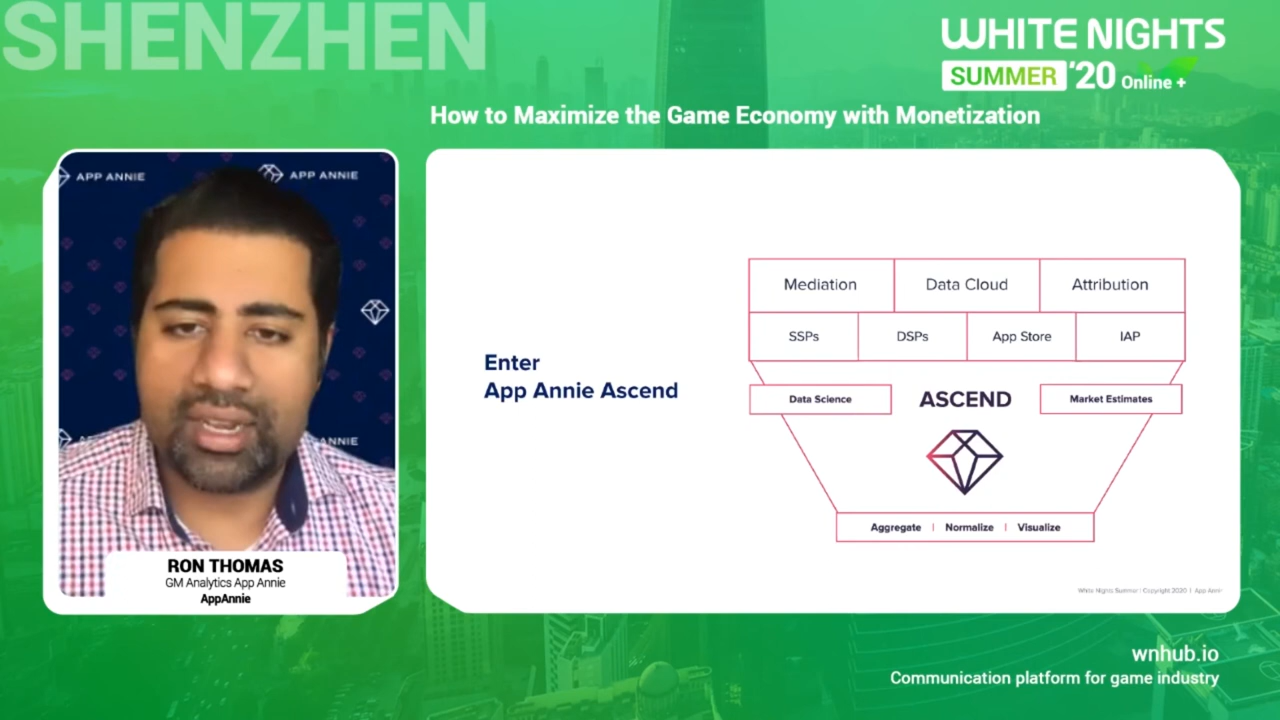 SHENZHEN
WHITE NIGHTS
SUMMER '20 Online +
How to Maximize the Game Economy with Monetization
APP ANNIE
APP ANNIE
ANNIE
RON THOMAS
GM Analytics App Annie
AppAnnie
Enter
App Annie Ascend
Mediation
Data Cloud
Attribution
SSPs
DSPs
App Store
IAP
Data Science
ASCEND
Market Estimates
Aggregate | Normalize | Visualize
White Nights Summer | Copyright 2020 | App Annie
wnhub.io
Communication platform for game industry